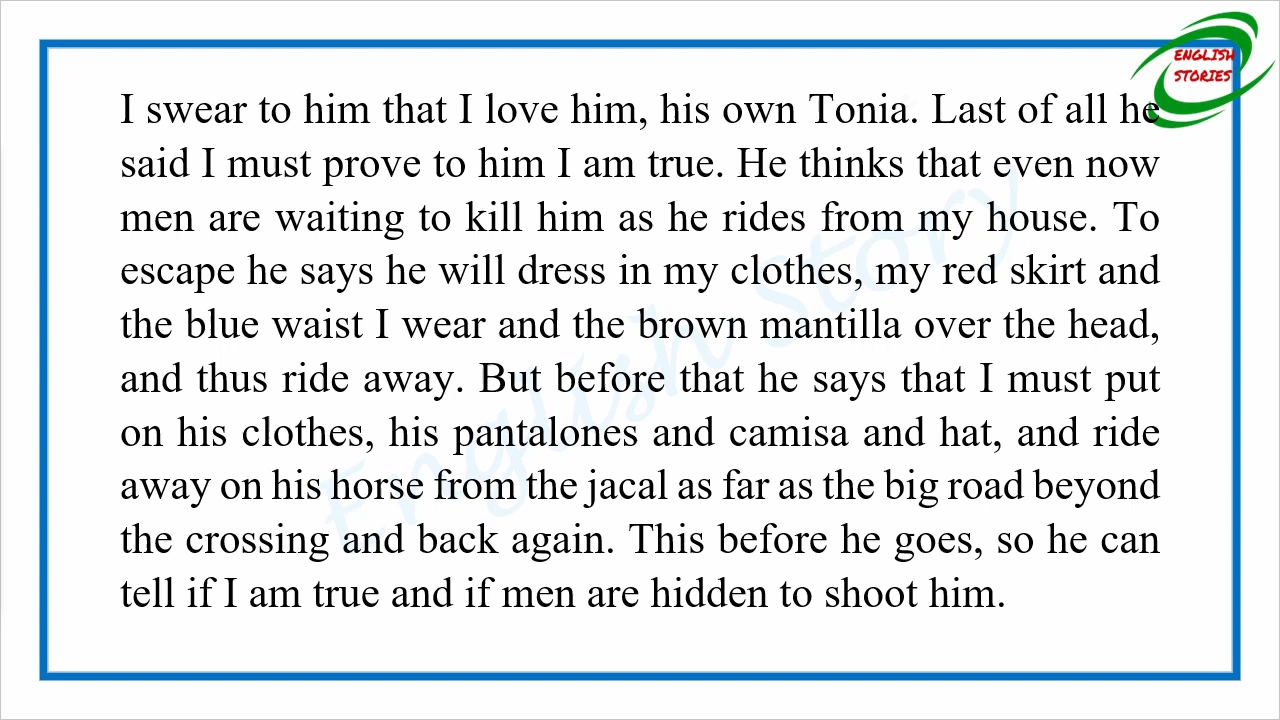 ENGLISH
STORIES
I swear to him that I love him, his own Tonia. Last of all he
said I must prove to him I am true. He thinks that even now
men are waiting to kill him as he rides from my house. To
escape he says he will dress in my clothes, my red skirt and
the blue waist I wear and the brown mantilla over the head,
and thus ride away. But before that he says that I must put
on his clothes, his pantalones and camisa and hat, and ride
away on his horse from the jacal as far as the big road beyond
the crossing and back again. This before he goes, so he can
tell if I am true and if men are hidden to shoot him.
English Story